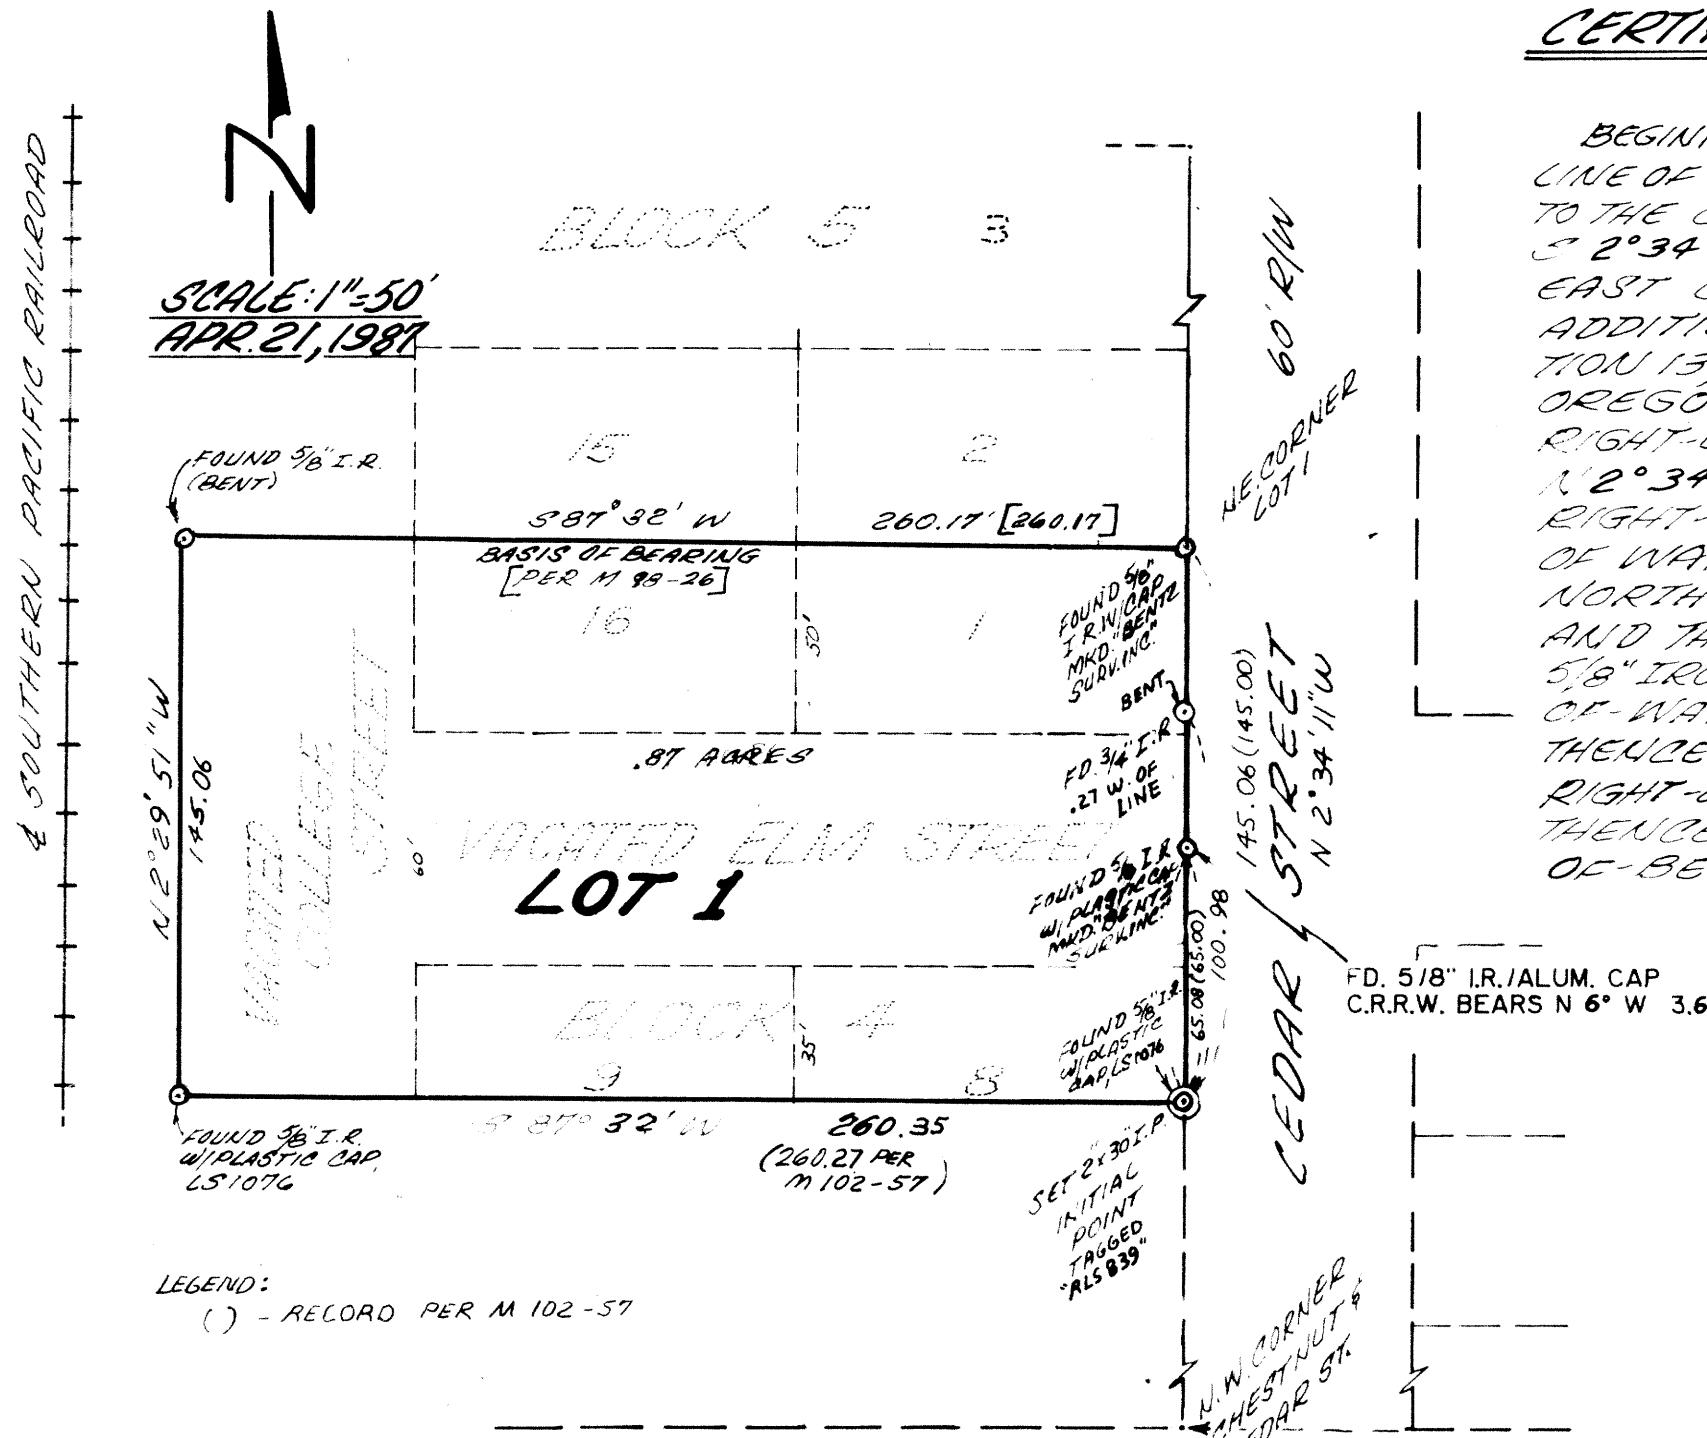 ℄ SOUTHERN PACIFIC RAILROAD
N
SCALE: 1"=50'
APR. 21, 1987
BLOCK 5
3
60' R/W
15
2
FOUND 5/8" I.R.
(BENT)
S 87° 32' W
260.17' [260.17]
BASIS OF BEARING
[PER M 98-26]
N.E. CORNER
LOT 1
16
1
50'
FOUND 5/8"
I.R. W/CAP
MKD. "BENTZ
SURV. INC."
BENT
N 2° 29' 51" W
145.06
.87 ACRES
FD. 3/4" I.R.
.27 W. OF
LINE
145.06 (145.00)
CEDAR STREET
N 2° 34' 11" W
VACATED
COLLEGE
STREET
60'
VACATED ELM STREET
LOT 1
FOUND 5/8 I.R.
W/ PLASTIC CAP
MKD. "BENTZ
SURV. INC."
65.08 (65.00)
100.98
BLOCK 4
9
35'
8
FOUND 5/8" I.R.
W/PLASTIC
CAP, LS 1076
FD. 5/8" I.R./ALUM. CAP
C.R.R.W. BEARS N 6° W 3.6
S 87° 32' W
260.35
(260.27 PER
M 102-57)
FOUND 5/8" I.R.
W/PLASTIC CAP,
LS 1076
SET 2"x30" I.P.
INITIAL
POINT
TAGGED
"RLS 839"
LEGEND:
( ) - RECORD PER M 102-57
N.W. CORNER
CHESTNUT &
CEDAR ST.
CERTI
BEGIN
LINE OF
TO THE
S 2° 34
EAST
ADDITI
TION 13,
OREGO
RIGHT-
N 2° 34
RIGHT-
OF WA
NORTH
AND TH
5/8" IRO
OF-WA
THENCE
RIGHT-
THENCE
OF-BE